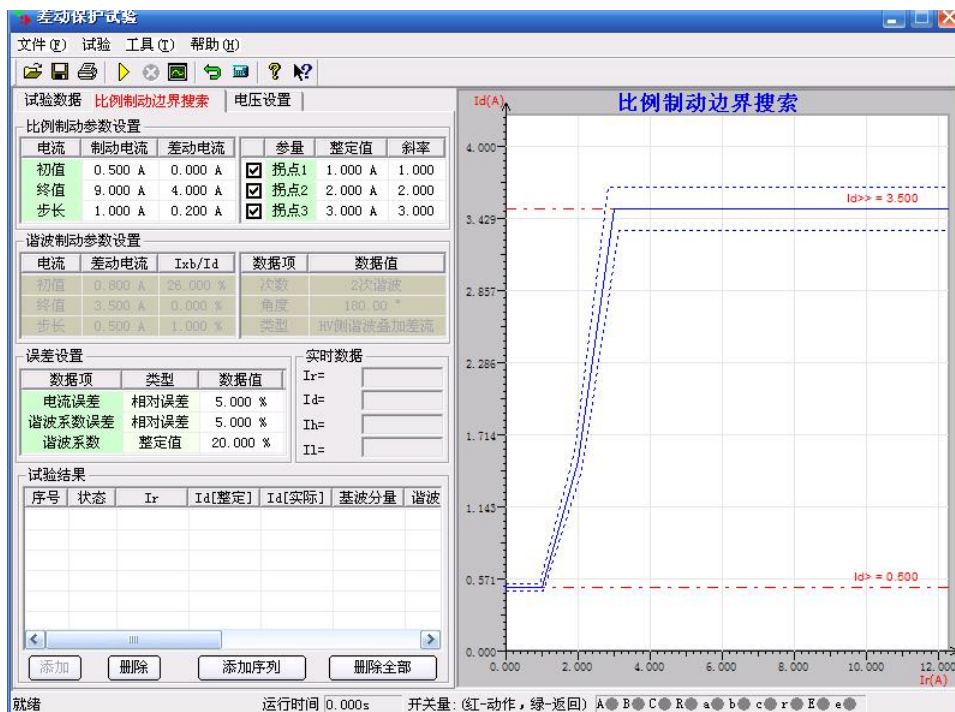 差动保护试验
文件(F) 试验 工具(T) 帮助(H)
试验数据 比例制动边界搜索 电压设置
比例制动参数设置
电流 制动电流 差动电流 参量 整定值 斜率
初值 0.500 A 0.000 A 拐点1 1.000 A 1.000
终值 9.000 A 4.000 A 拐点2 2.000 A 2.000
步长 1.000 A 0.200 A 拐点3 3.000 A 3.000
谐波制动参数设置
电流 差动电流 Ixb/Id 数据项 数据值
初值 0.800 A 26.000 % 次数 2次谐波
终值 3.500 A 0.000 % 角度 180.00 °
步长 0.500 A 1.000 % 类型 HV侧谐波叠加差流
误差设置
数据项 类型 数据值
电流误差 相对误差 5.000 %
谐波系数误差 相对误差 5.000 %
谐波系数 整定值 20.000 %
实时数据
Ir=
Id=
Ih=
Il=
试验结果
序号 状态 Ir Id[整定] Id[实际] 基波分量 谐波
添加 删除 添加序列 删除全部
Id(A)
比例制动边界搜索
4.000
3.429
2.857
2.286
1.714
1.143
0.571
0.000
Id>> = 3.500
Id> = 0.500
0.000 2.000 4.000 6.000 8.000 10.000 12.000
Ir(A)
就绪 运行时间 0.000s 开关量: (红-动作，绿-返回) A B C R a b c r E e